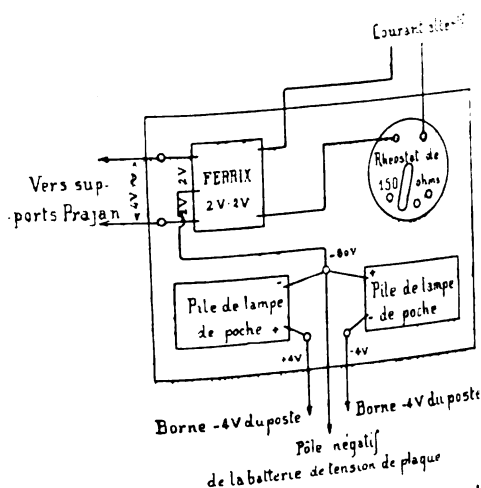 Courant alter
FERRIX
2V-2V
2V
2V
4V~
Vers sup-
-ports Prajan
Rheostat de
150 ohms
-80V
-
+
Pile de lampe
de poche
+
+4V
Pile de lampe
de poche
-
-4V
Borne -4V du poste
Borne -4V du poste
Pôle négatif
de la batterie de tension de plaque